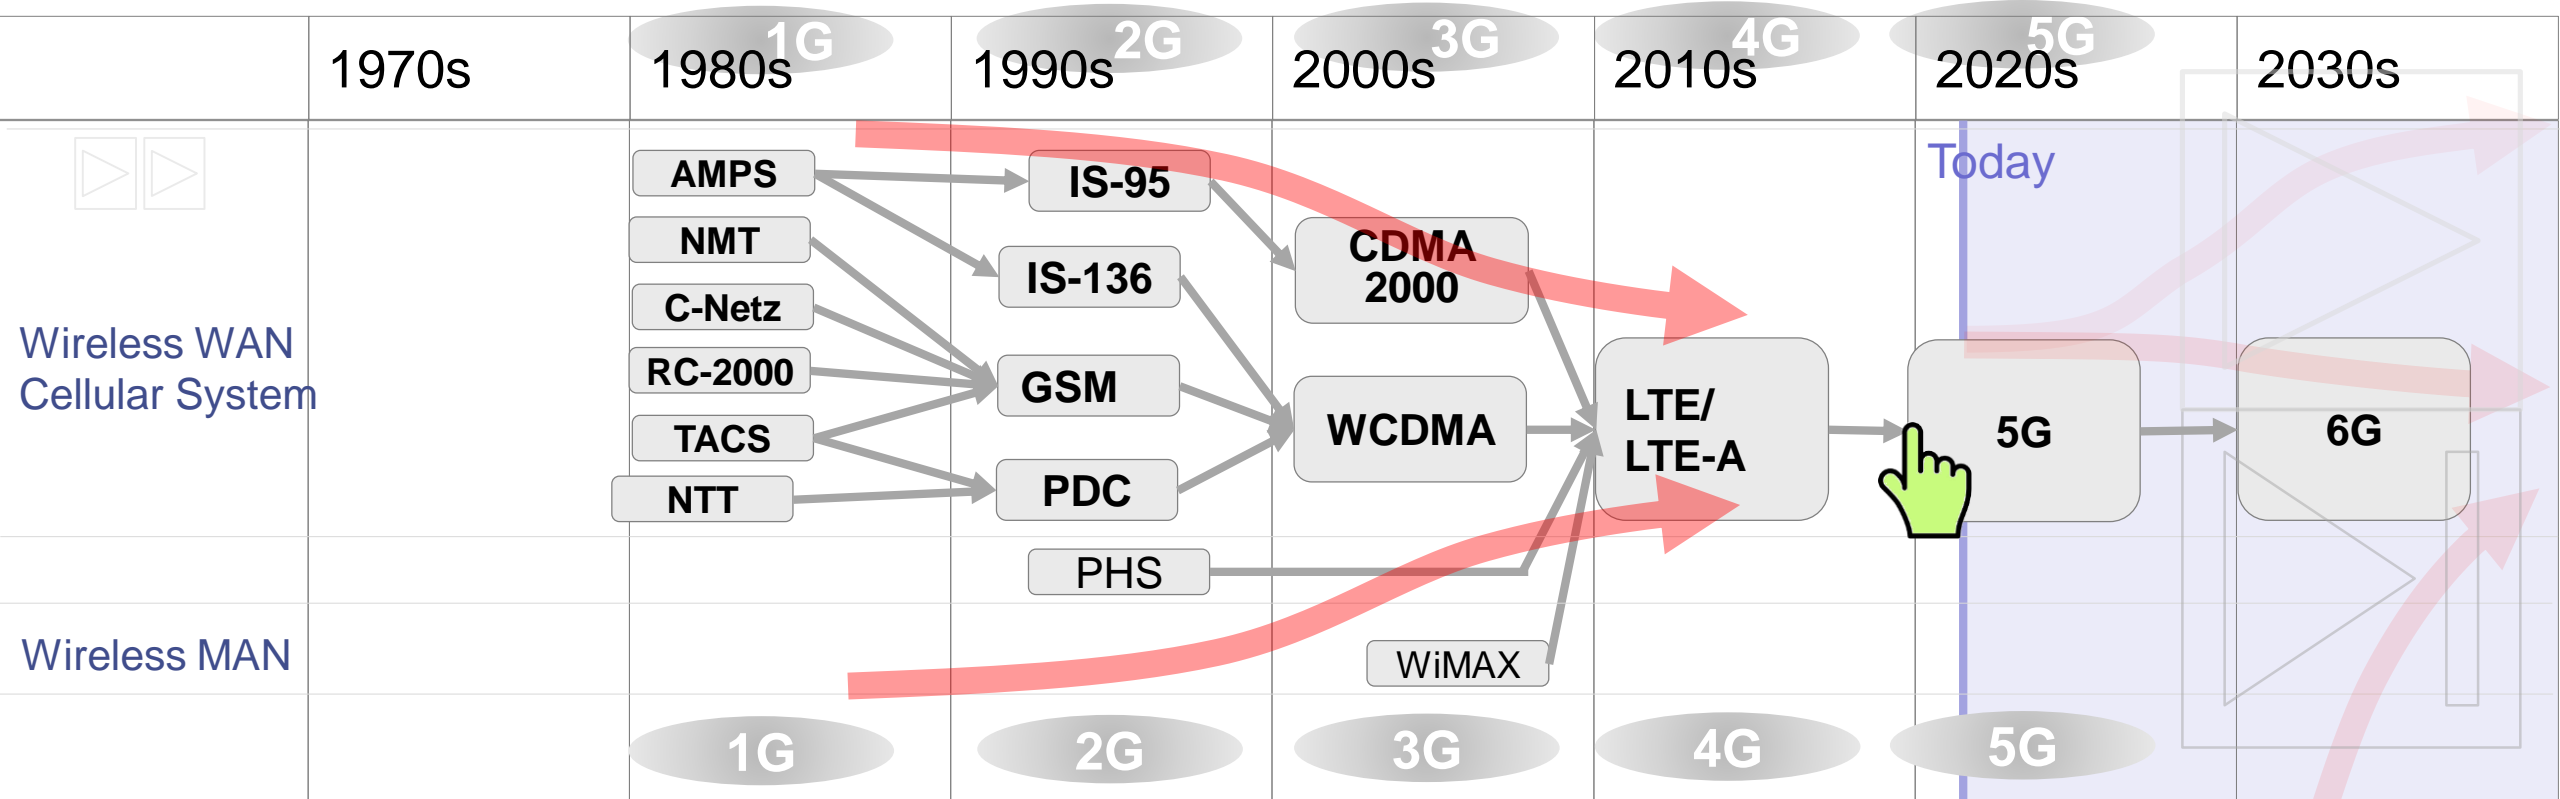 1G
2G
3G
4G
5G
1970s
1980s
1990s
2000s
2010s
2020s
2030s
Today
Wireless WAN
Cellular System
AMPS
NMT
C-Netz
RC-2000
TACS
NTT
IS-95
IS-136
GSM
PDC
PHS
CDMA
2000
WCDMA
LTE/
LTE-A
5G
6G
Wireless MAN
WiMAX
1G
2G
3G
4G
5G